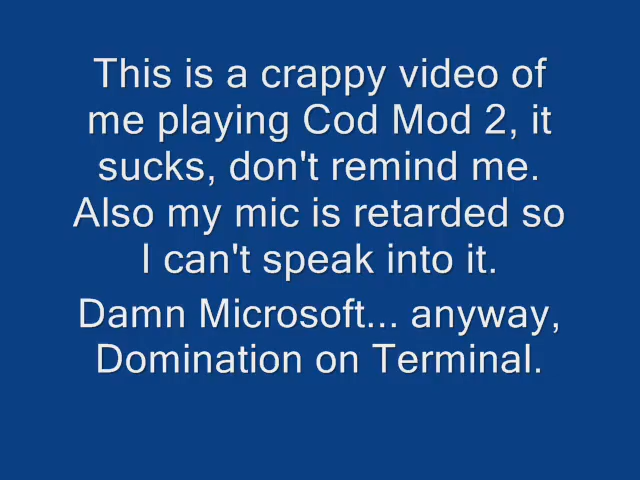 This is a crappy video of
me playing Cod Mod 2, it
sucks, don't remind me.
Also my mic is retarded so
I can't speak into it.
Damn Microsoft... anyway,
Domination on Terminal.